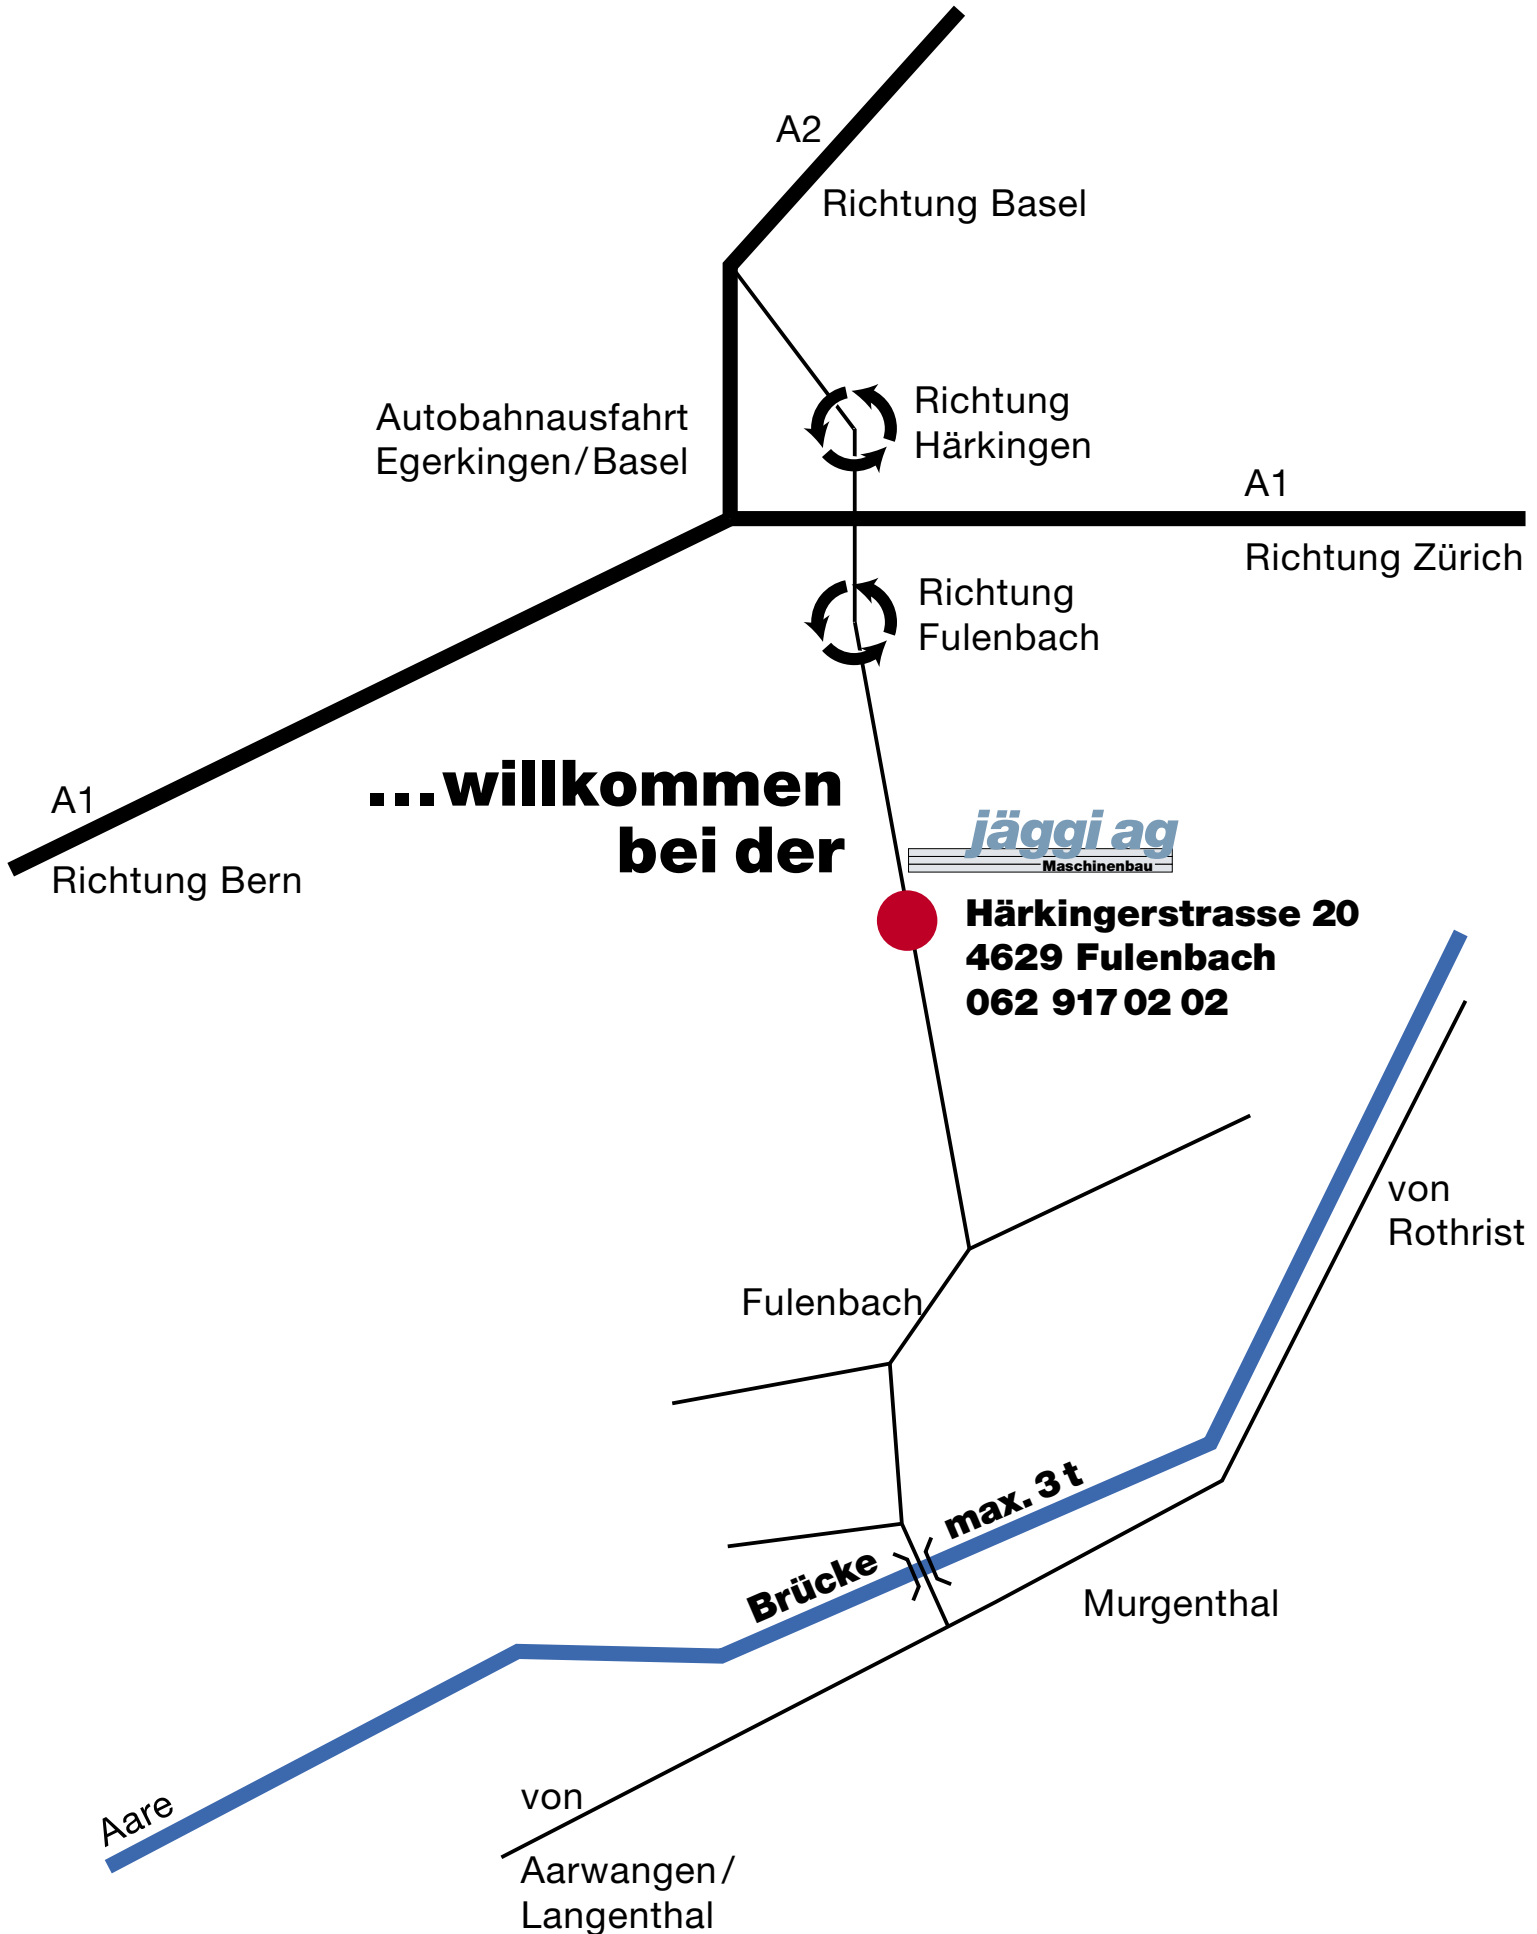 A2
Richtung Basel
Richtung
Härkingen
Autobahnausfahrt
Egerkingen/Basel
A1
Richtung Zürich
Richtung
Fulenbach
...willkommen
bei der
A1
Richtung Bern
jäggi ag
Maschinenbau
Härkingerstrasse 20
4629 Fulenbach
062 917 02 02
von
Rothrist
Fulenbach
max. 3 t
Brücke
Murgenthal
Aare
von
Aarwangen/
Langenthal